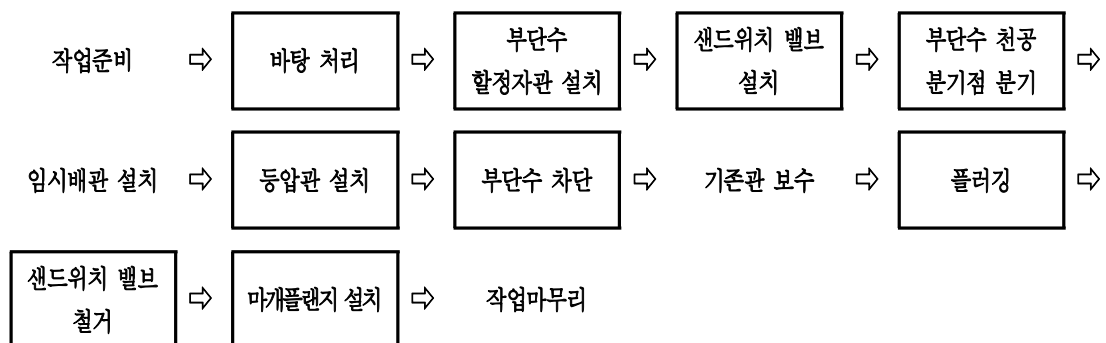 작업준비 ⇨ 바탕 처리 ⇨ 부단수 할정자관 설치 ⇨ 샌드위치 밸브 설치 ⇨ 부단수 천공 분기점 분기 ⇨
임시배관 설치 ⇨ 등압관 설치 ⇨ 부단수 차단 ⇨ 기존관 보수 ⇨ 플러깅 ⇨
샌드위치 밸브 철거 ⇨ 마개플랜지 설치 ⇨ 작업마무리